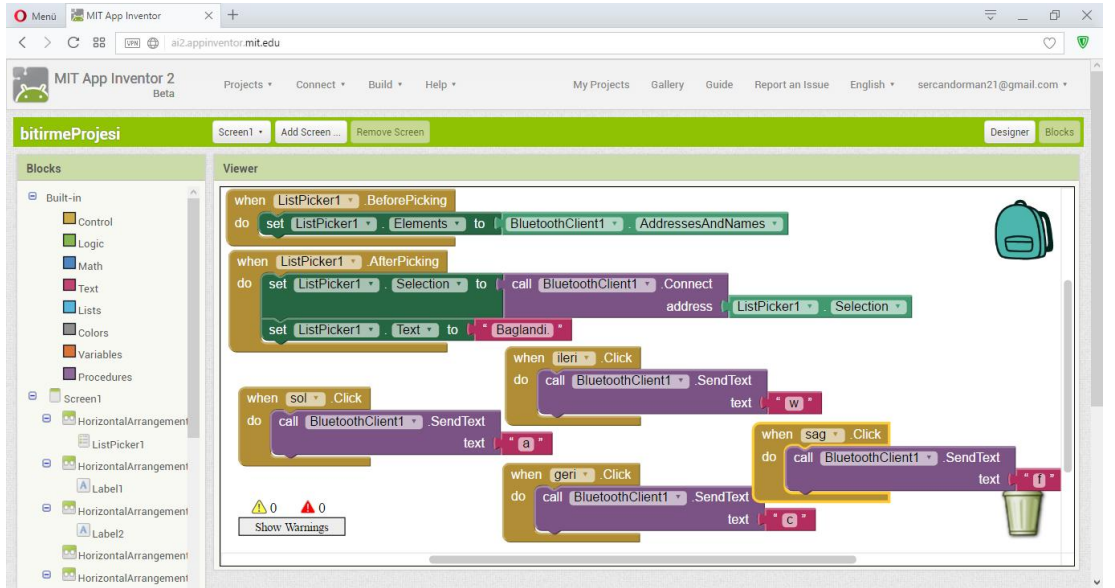 Menü MIT App Inventor
VPN ai2.appinventor.mit.edu
MIT App Inventor 2
Beta
Projects Connect Build Help My Projects Gallery Guide Report an Issue English sercandorman21@gmail.com
bitirmeProjesi Screen1 Add Screen ... Remove Screen Designer Blocks
Blocks
Built-in
Control
Logic
Math
Text
Lists
Colors
Variables
Procedures
Screen1
HorizontalArrangement
ListPicker1
HorizontalArrangement
Label1
HorizontalArrangement
Label2
HorizontalArrangement
HorizontalArrangement
Viewer
when ListPicker1 .BeforePicking
do set ListPicker1 . Elements to BluetoothClient1 . AddressesAndNames
when ListPicker1 .AfterPicking
do set ListPicker1 . Selection to call BluetoothClient1 .Connect
address ListPicker1 . Selection
set ListPicker1 . Text to " Baglandi. "
when ileri .Click
do call BluetoothClient1 .SendText
text " w "
when sol .Click
do call BluetoothClient1 .SendText
text " a "
when sag .Click
do call BluetoothClient1 .SendText
text " f "
when geri .Click
do call BluetoothClient1 .SendText
text " c "
0 0
Show Warnings